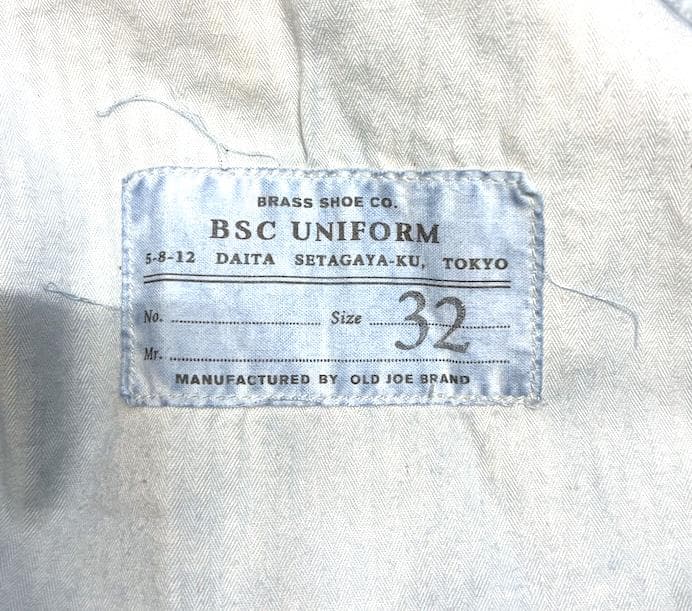 BRASS SHOE CO.
BSC UNIFORM
5-8-12 DAITA SETAGAYA-KU, TOKYO
No. Size 32
Mr.
MANUFACTURED BY OLD JOE BRAND